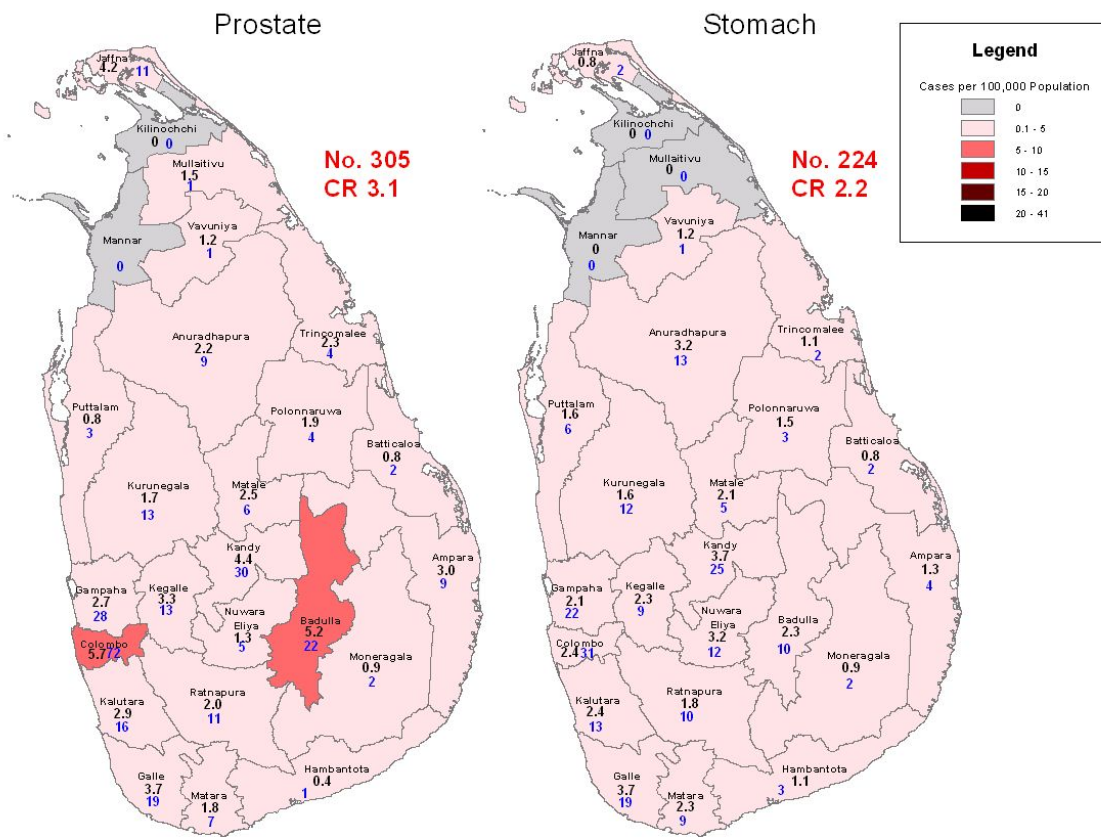 Prostate
Jaffna
4.2
11
Kilinochchi
0 0
Mullaitivu
1.5
1
No. 305
CR 3.1
Vavuniya
1.2
1
Mannar
0
Anuradhapura
2.2
9
Trincomalee
2.3
4
Puttalam
0.8
3
Polonnaruwa
1.9
4
Batticaloa
0.8
2
Kurunegala
1.7
13
Matale
2.5
6
Kandy
4.4
30
Ampara
3.0
9
Gampaha
2.7
28
Kegalle
3.3
13
Nuwara
Eliya
1.3
5
Badulla
5.2
22
Colombo
5.7 72
Moneragala
0.9
2
Kalutara
2.9
16
Ratnapura
2.0
11
Galle
3.7
19
Matara
1.8
7
Hambantota
0.4
1
Stomach
Jaffna
0.8
2
Kilinochchi
0 0
Mullaitivu
0
0
No. 224
CR 2.2
Vavuniya
1.2
1
Mannar
0
0
Anuradhapura
3.2
13
Trincomalee
1.1
2
Puttalam
1.6
6
Polonnaruwa
1.5
3
Batticaloa
0.8
2
Kurunegala
1.6
12
Matale
2.1
5
Kandy
3.7
25
Ampara
1.3
4
Gampaha
2.1
22
Kegalle
2.3
9
Nuwara
Eliya
3.2
12
Badulla
2.3
10
Colombo
2.4 31
Moneragala
0.9
2
Kalutara
2.4
13
Ratnapura
1.8
10
Galle
3.7
19
Matara
2.3
9
Hambantota
1.1
3
Legend
Cases per 100,000 Population
0
0.1 - 5
5 - 10
10 - 15
15 - 20
20 - 41